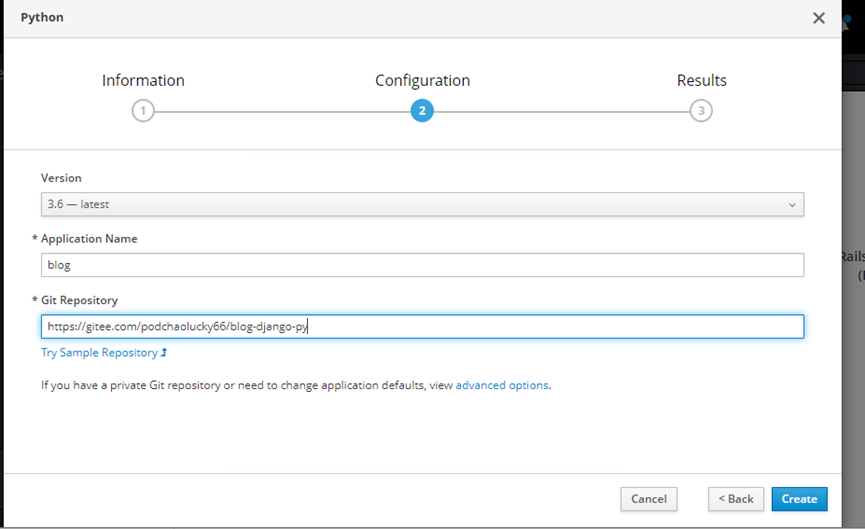 Python
Information
Configuration
Results
1
2
3
Version
3.6 — latest
* Application Name
blog
* Git Repository
https://gitee.com/podchaolucky66/blog-django-py
Try Sample Repository
If you have a private Git repository or need to change application defaults, view advanced options.
Rails
(
Cancel
< Back
Create